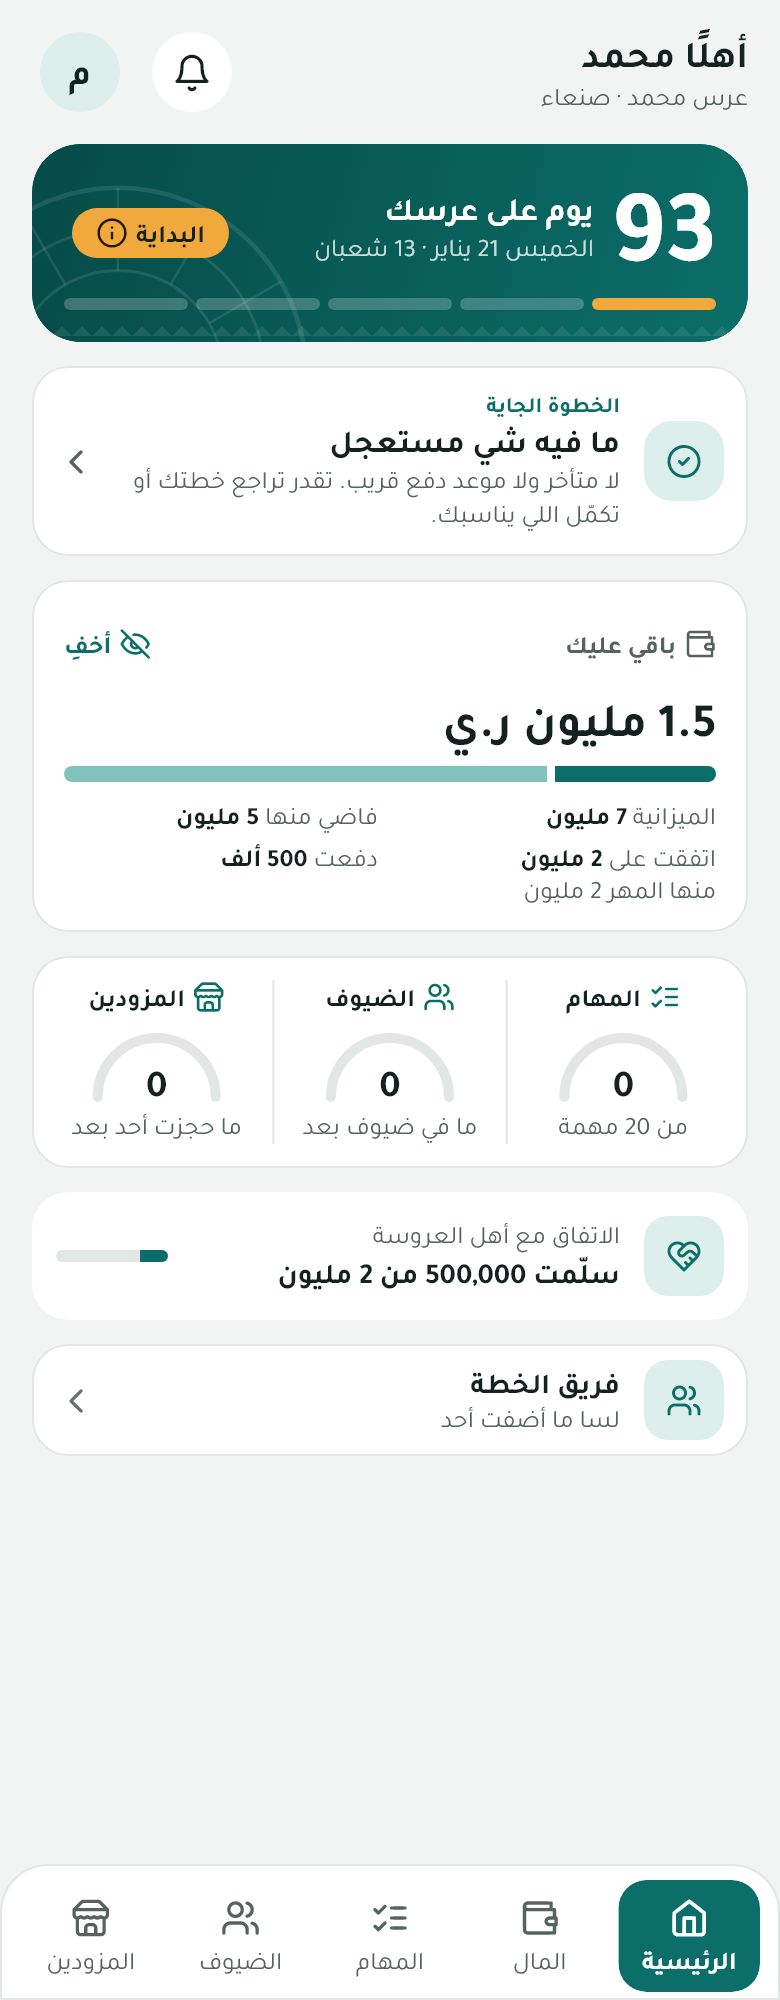 أهلًا محمد
عرس محمد · صنعاء
م
93
يوم على عرسك
الخميس 21 يناير · 13 شعبان
البداية
الخطوة الجاية
ما فيه شي مستعجل
لا متأخر ولا موعد دفع قريب. تقدر تراجع خطتك أو
تكمّل اللي يناسبك.
باقي عليك
أخفِ
1.5 مليون ر.ي
الميزانية 7 مليون
فاضي منها 5 مليون
اتفقت على 2 مليون
دفعت 500 ألف
منها المهر 2 مليون
المهام
0
من 20 مهمة
الضيوف
0
ما في ضيوف بعد
المزودين
0
ما حجزت أحد بعد
الاتفاق مع أهل العروسة
سلّمت 500,000 من 2 مليون
فريق الخطة
لسا ما أضفت أحد
الرئيسية
المال
المهام
الضيوف
المزودين